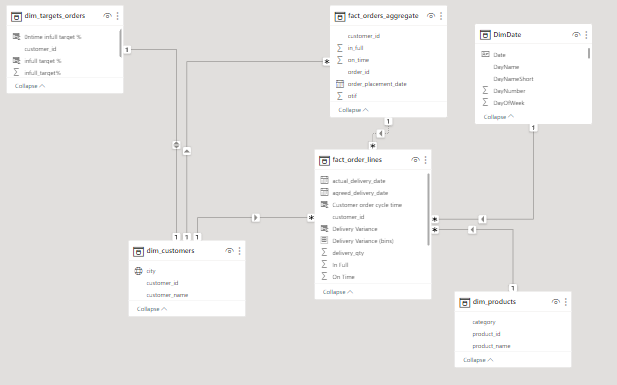 dim_targets_orders
Ontime infull target %
customer_id
infull target %
infull_target%
Collapse
fact_orders_aggregate
customer_id
in_full
on_time
order_id
order_placement_date
otif
Collapse
DimDate
Date
DayName
DayNameShort
DayNumber
DayOfWeek
Collapse
1
*
1
*
1
fact_order_lines
actual_delivery_date
agreed_delivery_date
Customer order cycle time
customer_id
Delivery Variance
Delivery Variance (bins)
delivery_qty
In Full
On Time
Collapse
*
*
*
1 1 1
dim_customers
city
customer_id
customer_name
Collapse
1
dim_products
category
product_id
product_name
Collapse